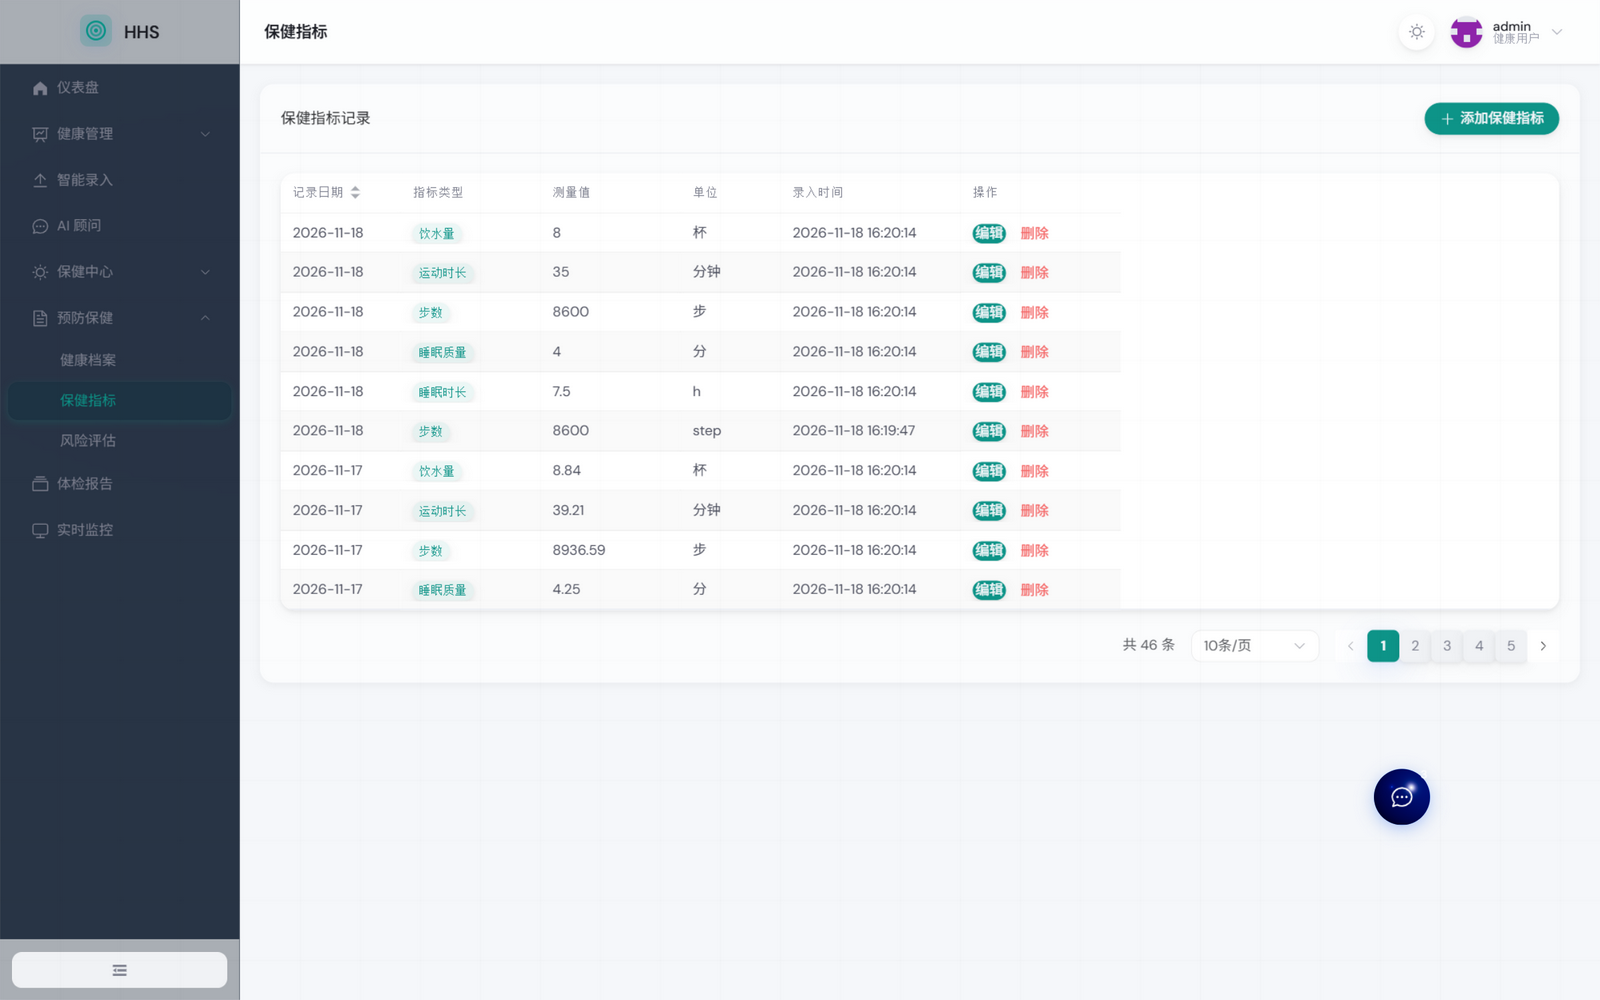 HHS
保健指标
admin
健康用户
仪表盘
健康管理
智能录入
AI 顾问
保健中心
预防保健
健康档案
保健指标
风险评估
体检报告
实时监控
保健指标记录
添加保健指标
记录日期 指标类型 测量值 单位 录入时间 操作
2026-11-18 饮水量 8 杯 2026-11-18 16:20:14 编辑 删除
2026-11-18 运动时长 35 分钟 2026-11-18 16:20:14 编辑 删除
2026-11-18 步数 8600 步 2026-11-18 16:20:14 编辑 删除
2026-11-18 睡眠质量 4 分 2026-11-18 16:20:14 编辑 删除
2026-11-18 睡眠时长 7.5 h 2026-11-18 16:20:14 编辑 删除
2026-11-18 步数 8600 step 2026-11-18 16:19:47 编辑 删除
2026-11-17 饮水量 8.84 杯 2026-11-18 16:20:14 编辑 删除
2026-11-17 运动时长 39.21 分钟 2026-11-18 16:20:14 编辑 删除
2026-11-17 步数 8936.59 步 2026-11-18 16:20:14 编辑 删除
2026-11-17 睡眠质量 4.25 分 2026-11-18 16:20:14 编辑 删除
共 46 条 10条/页 1 2 3 4 5